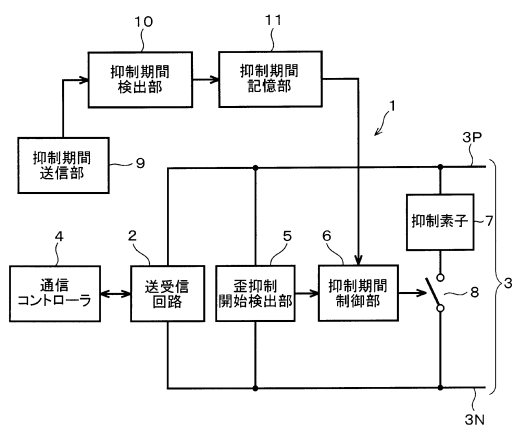 10
11
抑制期間
検出部
抑制期間
記憶部
1
抑制期間
送信部
9
3P
抑制素子
7
4
2
5
6
通信
コントローラ
送受信
回路
歪抑制
開始検出部
抑制期間
制御部
8
3
3N